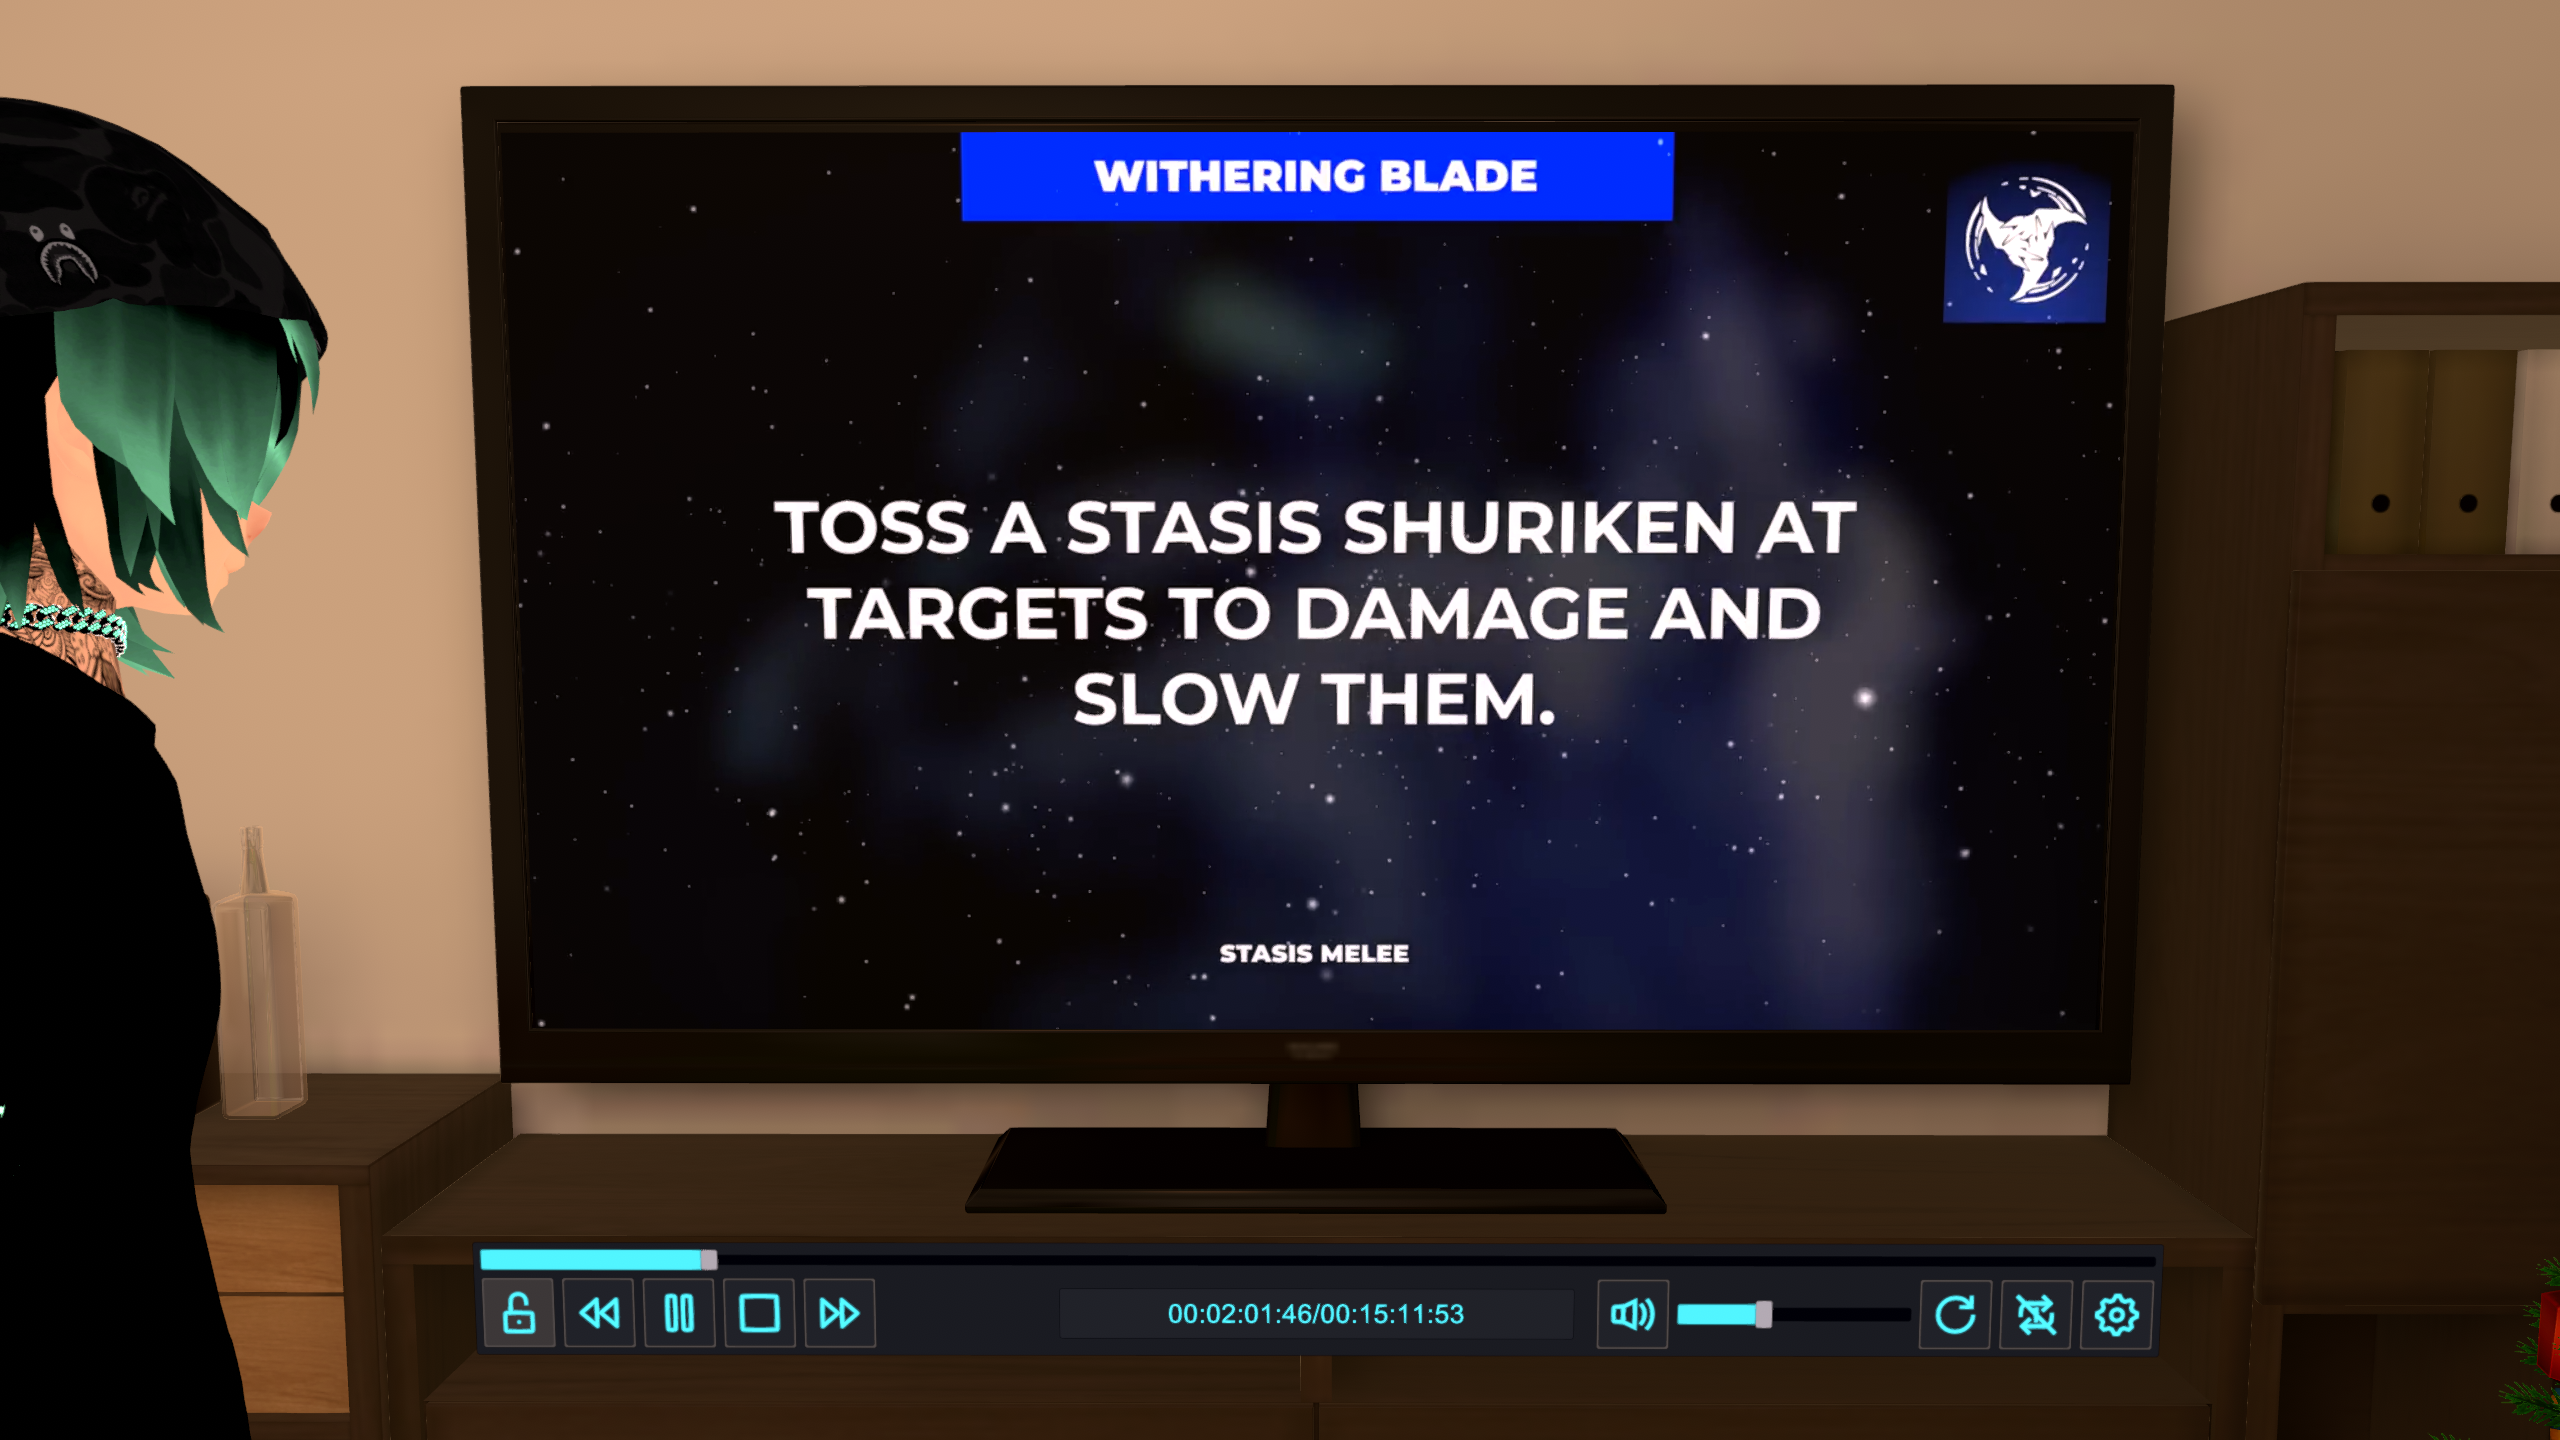 WITHERING BLADE
TOSS A STASIS SHURIKEN AT
TARGETS TO DAMAGE AND
SLOW THEM.
STASIS MELEE
00:02:01:46/00:15:11:53